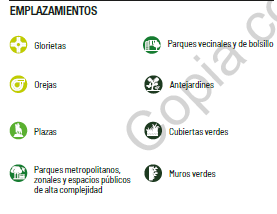 EMPLAZAMIENTOS
Glorietas
Parques vecinales y de bolsillo
Orejas
Antejardines
Plazas
Cubiertas verdes
Parques metropolitanos,
zonales y espacios públicos
de alta complejidad
Muros verdes
Copia co